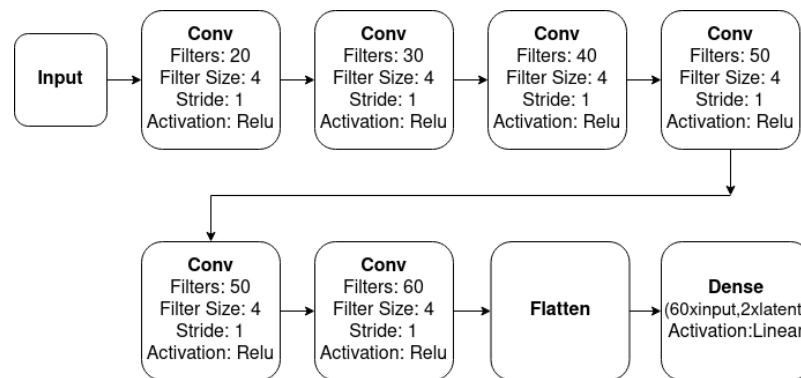 Input
Conv
Filters: 20
Filter Size: 4
Stride: 1
Activation: Relu
Conv
Filters: 30
Filter Size: 4
Stride: 1
Activation: Relu
Conv
Filters: 40
Filter Size: 4
Stride: 1
Activation: Relu
Conv
Filters: 50
Filter Size: 4
Stride: 1
Activation: Relu
Conv
Filters: 50
Filter Size: 4
Stride: 1
Activation: Relu
Conv
Filters: 60
Filter Size: 4
Stride: 1
Activation: Relu
Flatten
Dense
(60xinput,2xlatent
Activation:Linear